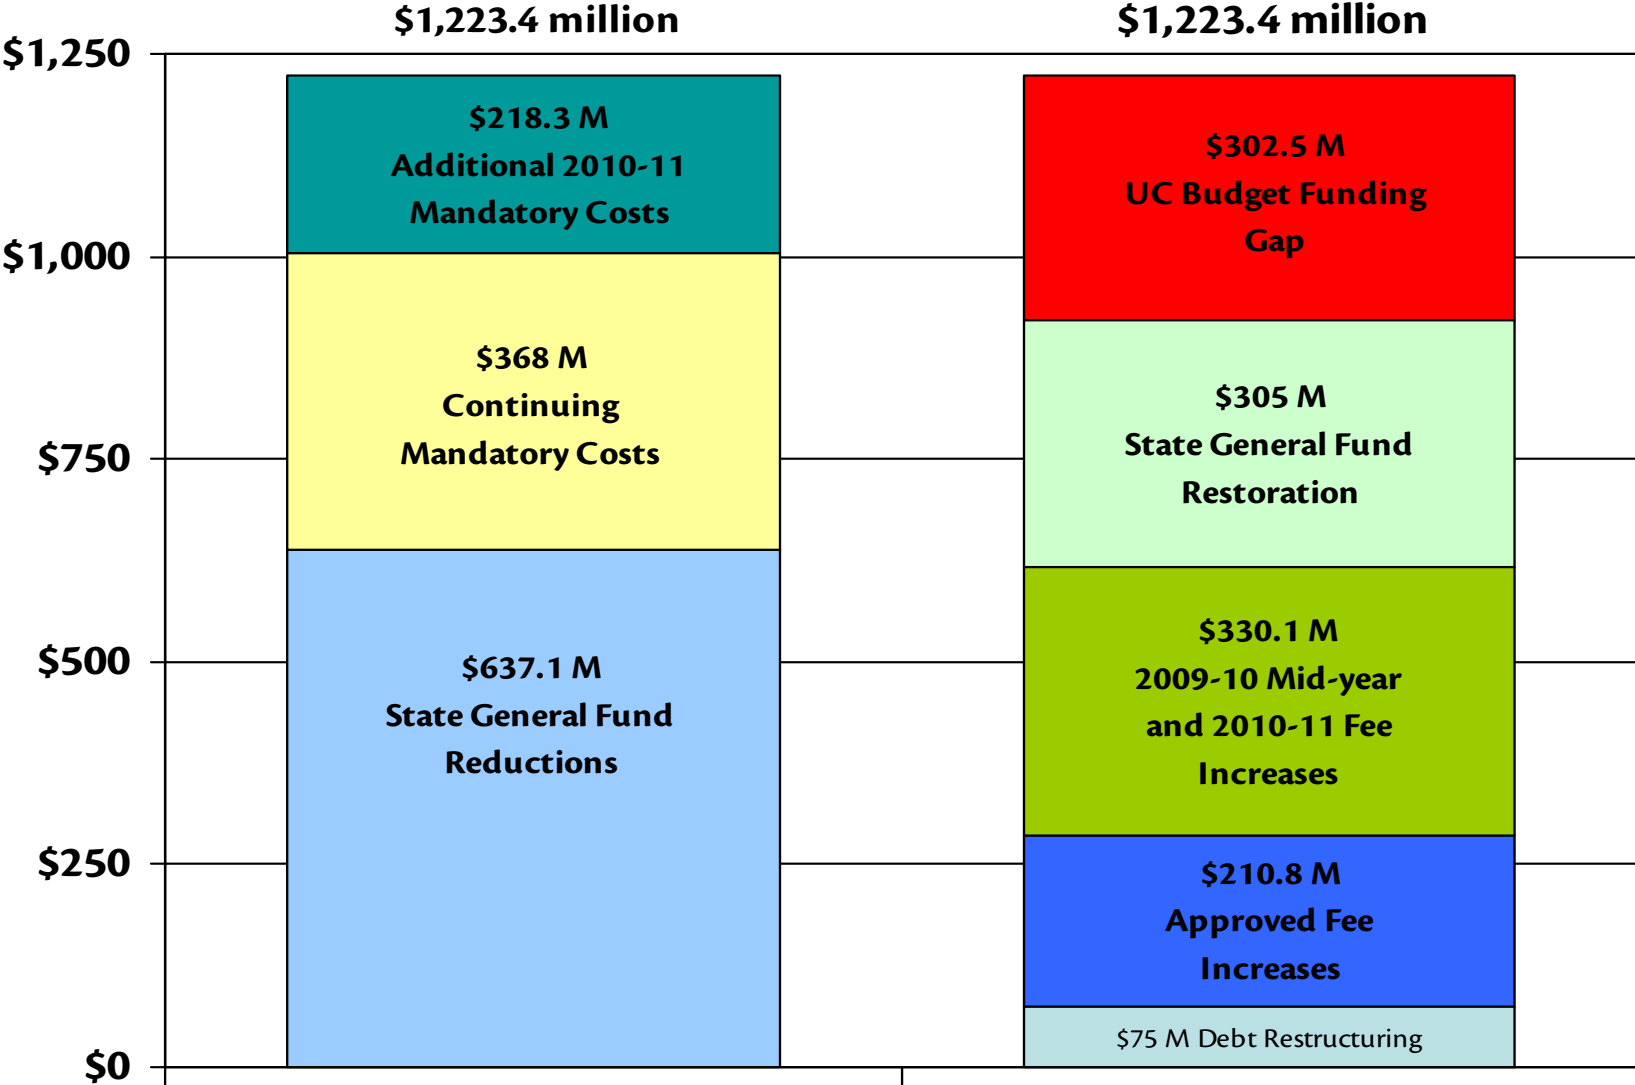 $1,223.4 million
$1,223.4 million
$1,250
$1,000
$750
$500
$250
$0
$218.3 M
Additional 2010-11
Mandatory Costs
$368 M
Continuing
Mandatory Costs
$637.1 M
State General Fund
Reductions
$302.5 M
UC Budget Funding
Gap
$305 M
State General Fund
Restoration
$330.1 M
2009-10 Mid-year
and 2010-11 Fee
Increases
$210.8 M
Approved Fee
Increases
$75 M Debt Restructuring